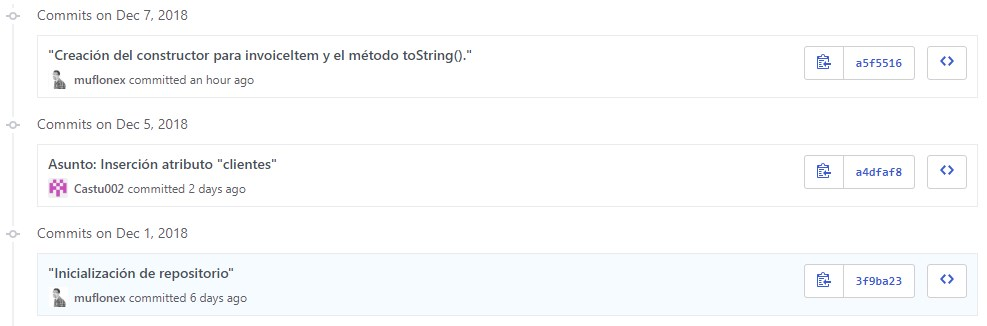 Commits on Dec 7, 2018
"Creación del constructor para invoiceItem y el método toString()."
a5f5516
muflonex committed an hour ago
Commits on Dec 5, 2018
Asunto: Inserción atributo "clientes"
a4dfaf8
Castu002 committed 2 days ago
Commits on Dec 1, 2018
"Inicialización de repositorio"
3f9ba23
muflonex committed 6 days ago